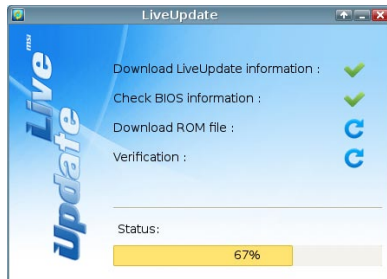 LiveUpdate
msi
Live
Update
Download LiveUpdate information :
Check BIOS information :
Download ROM file :
Verification :
Status:
67%